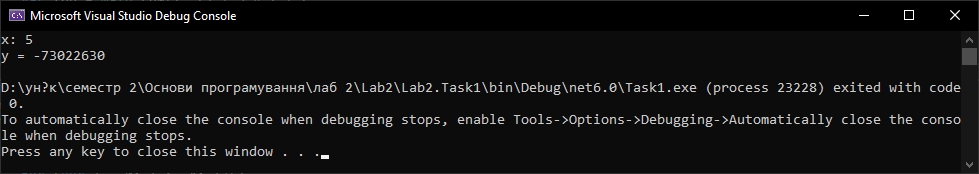 Microsoft Visual Studio Debug Console
x: 5
y = -73022630
D:\ун?к\семестр 2\Основи програмування\лаб 2\Lab2\Lab2.Task1\bin\Debug\net6.0\Task1.exe (process 23228) exited with code
 0.
To automatically close the console when debugging stops, enable Tools->Options->Debugging->Automatically close the conso
le when debugging stops.
Press any key to close this window . . .